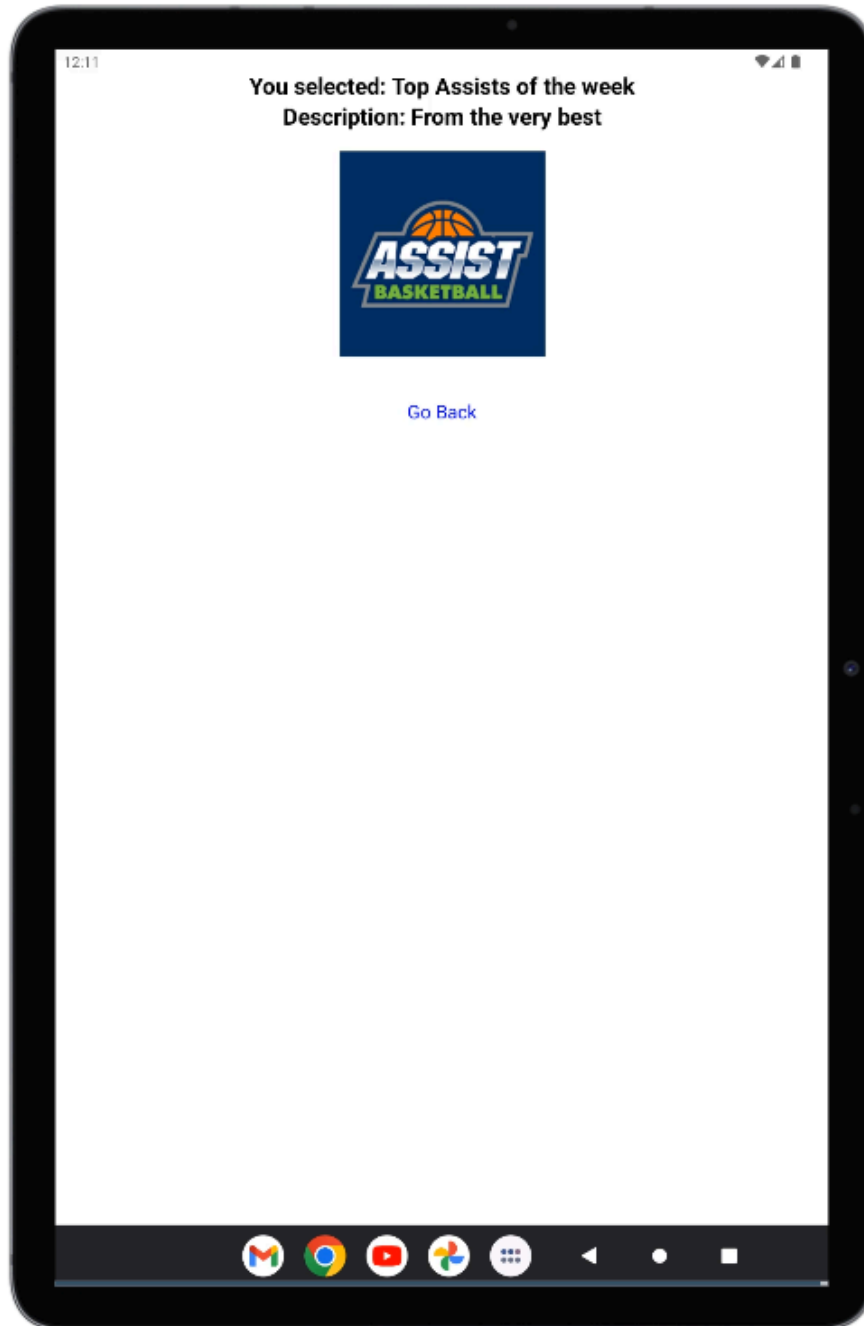 12:11
You selected: Top Assists of the week
Description: From the very best
ASSIST
BASKETBALL
Go Back